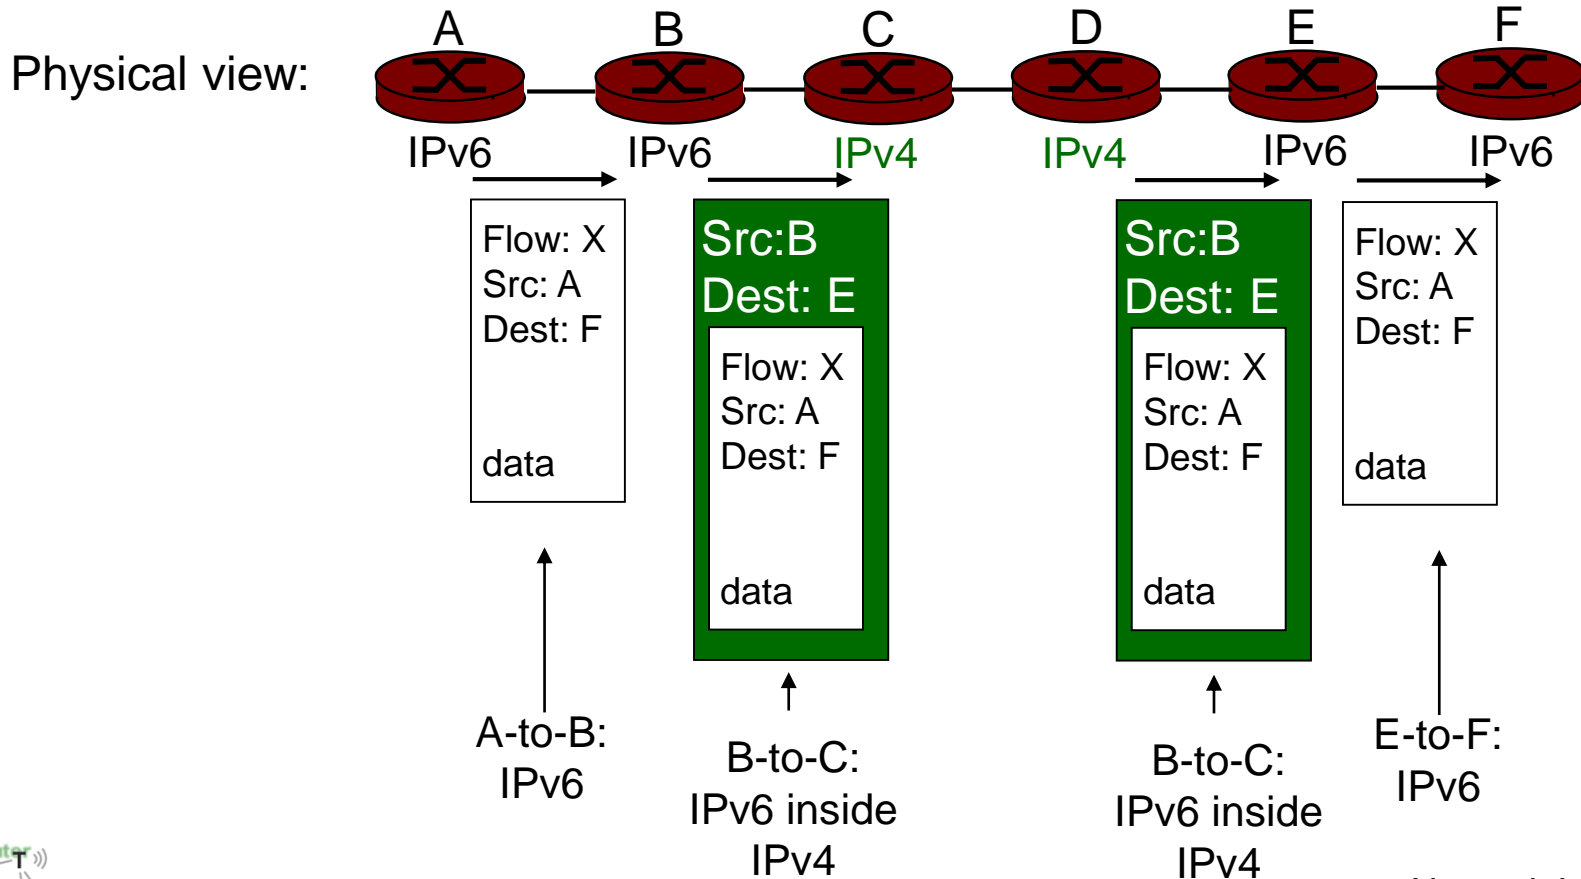 A B C D E F
Physical view:
IPv6 IPv6 IPv4 IPv4 IPv6 IPv6
Flow: X
Src: A
Dest: F
data
Src:B
Dest: E
Flow: X
Src: A
Dest: F
data
Src:B
Dest: E
Flow: X
Src: A
Dest: F
data
Flow: X
Src: A
Dest: F
data
A-to-B:
IPv6
B-to-C:
IPv6 inside
IPv4
B-to-C:
IPv6 inside
IPv4
E-to-F:
IPv6